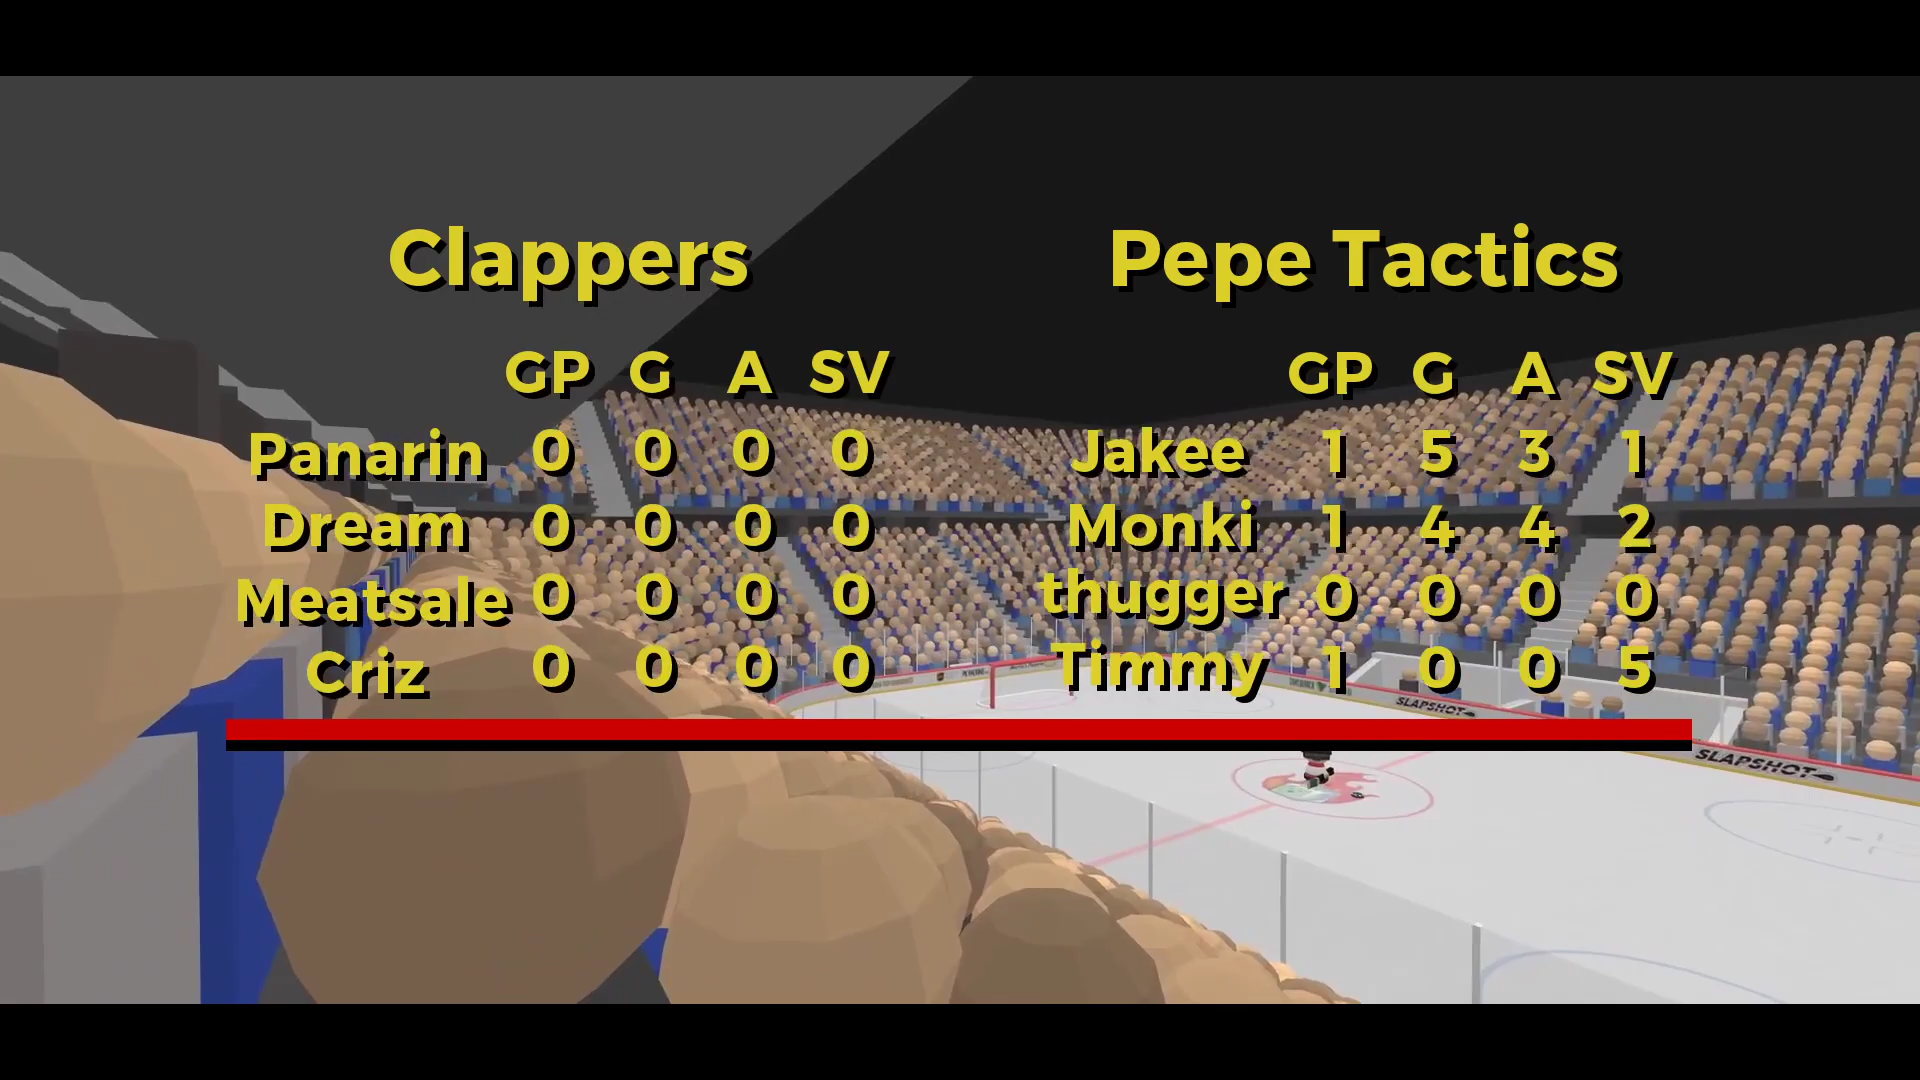 Clappers
GP G A SV
Panarin 0 0 0 0
Dream 0 0 0 0
Meatsale 0 0 0 0
Criz 0 0 0 0
Pepe Tactics
GP G A SV
Jakee 1 5 3 1
Monki 1 4 4 2
thugger 0 0 0 0
Timmy 1 0 0 5
SLAPSHOT
SLAPSHOT